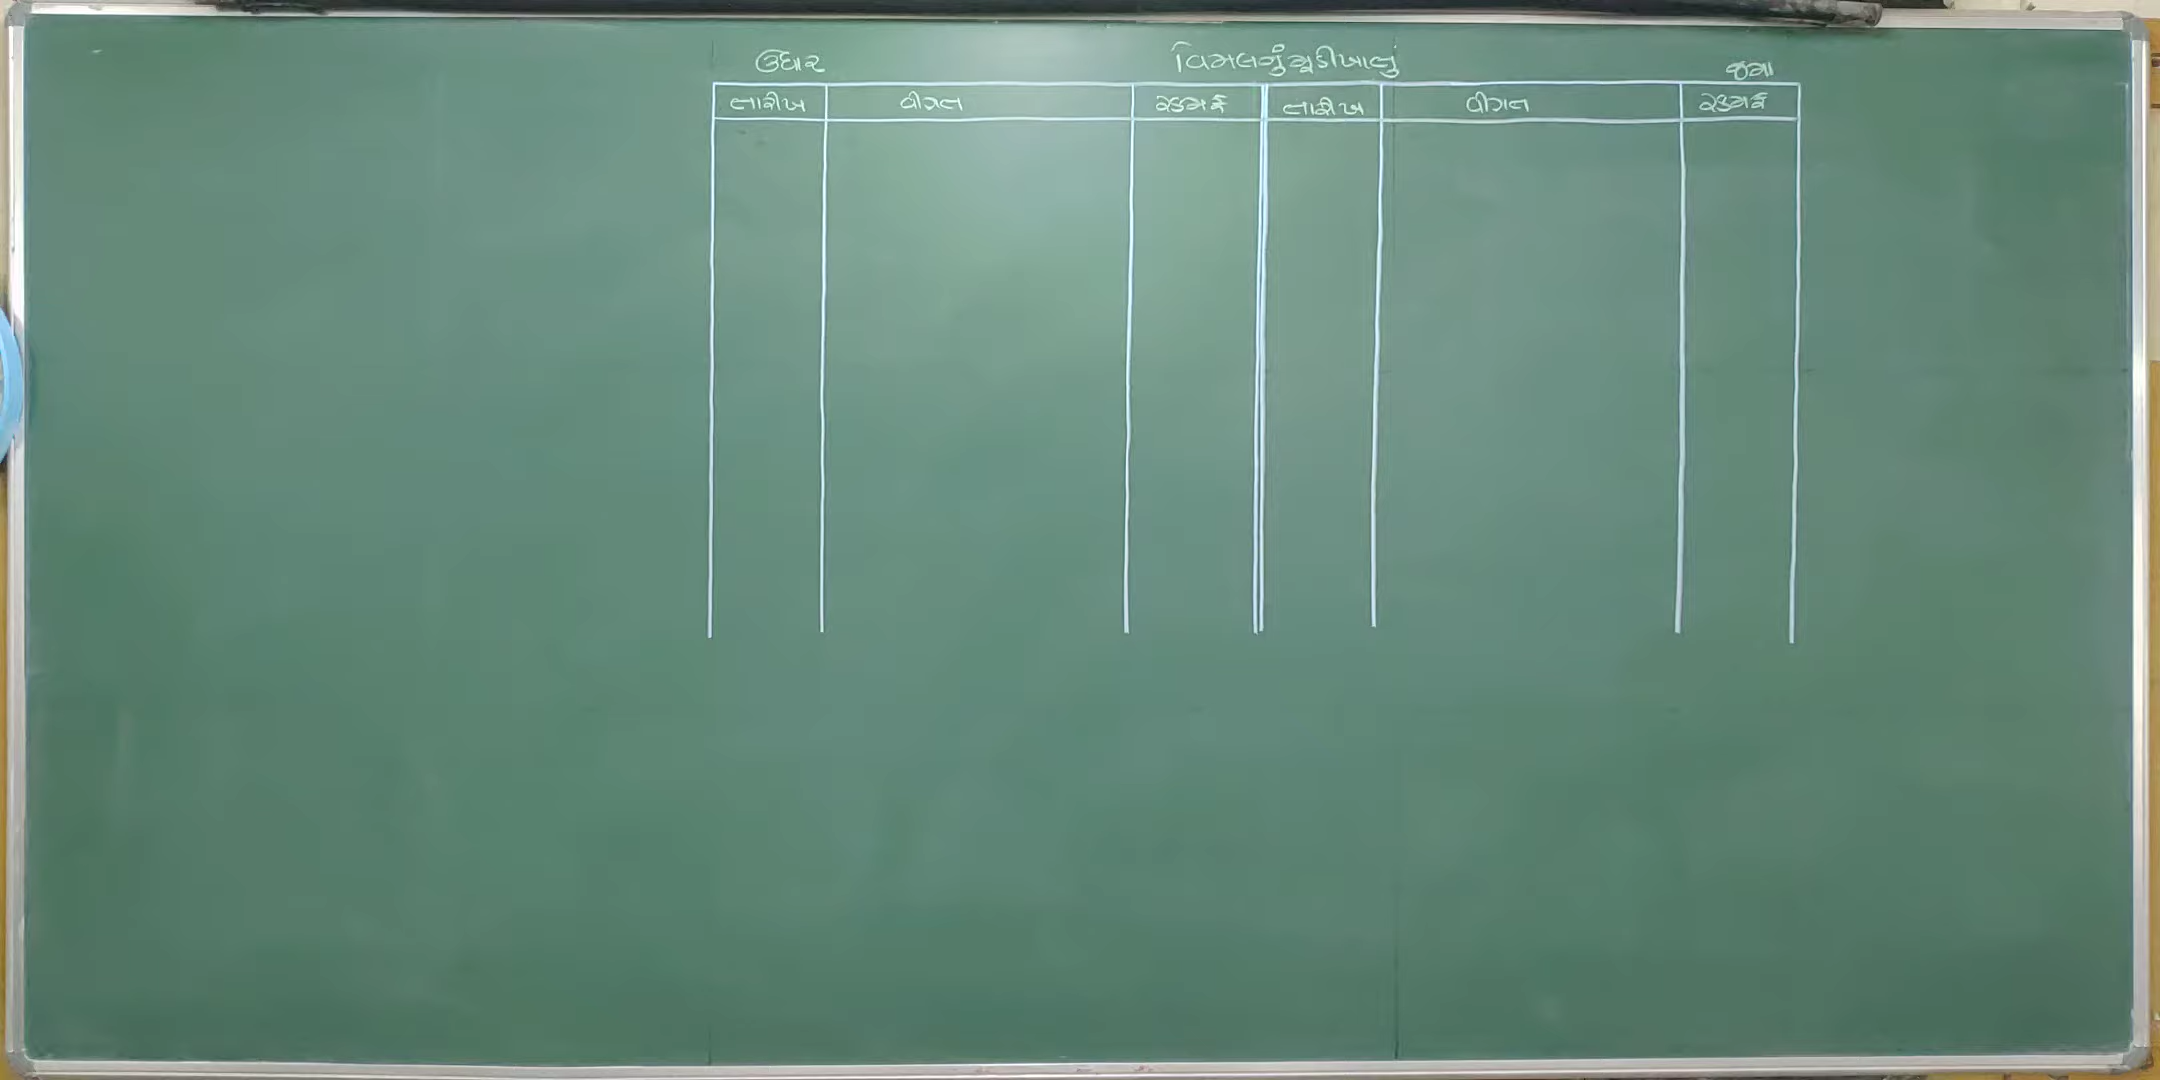 ઉધાર વિમલનું મૂડીખાતું જમા
તારીખ વીગત રકમ રૂ તારીખ વીગત રકમ રૂ